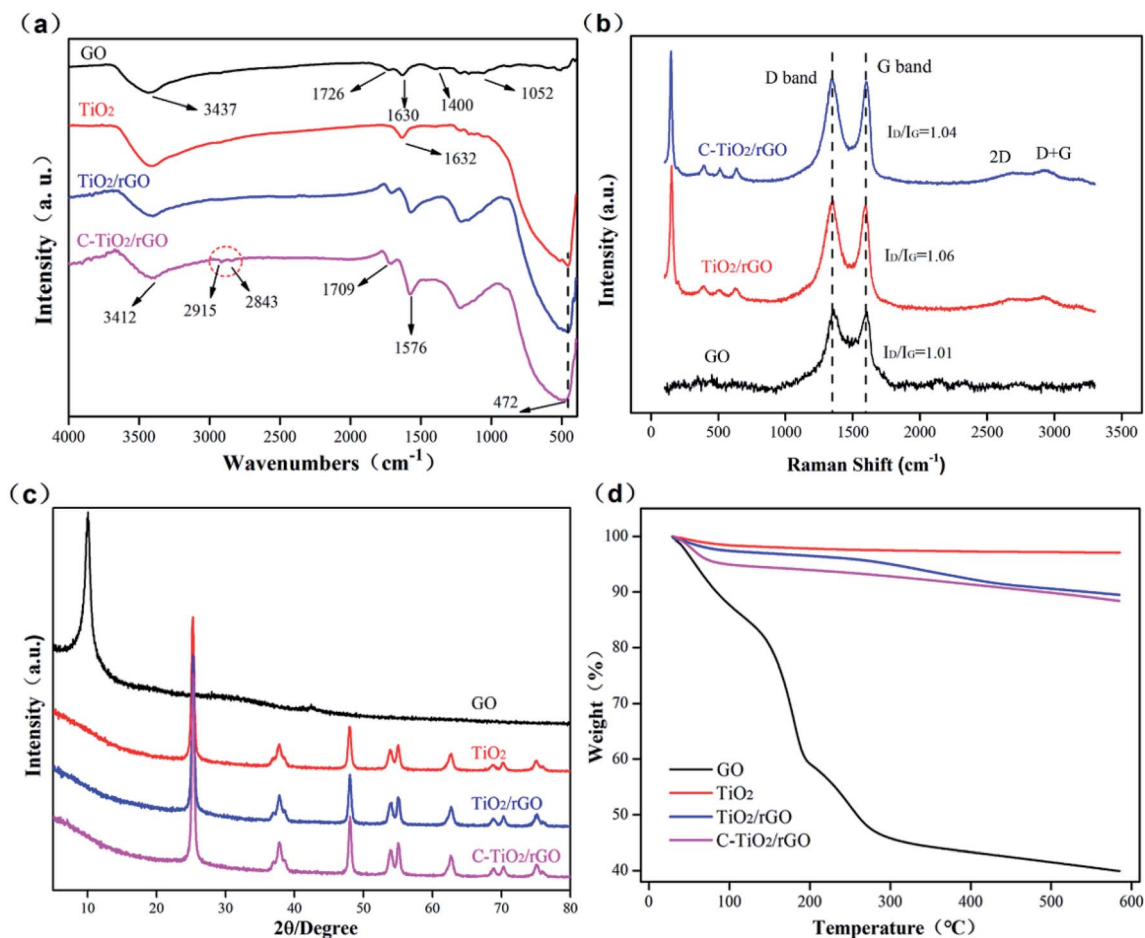 (a)
GO
3437
1726
1630
1400
1052
TiO2
1632
TiO2/rGO
C-TiO2/rGO
3412
2915
2843
1709
1576
472
Intensity (a. u.)
4000 3500 3000 2500 2000 1500 1000 500
Wavenumbers (cm-1)
(b)
D band
G band
ID/IG=1.04
C-TiO2/rGO
2D
D+G
TiO2/rGO
ID/IG=1.06
GO
ID/IG=1.01
Intensity (a.u.)
0 500 1000 1500 2000 2500 3000 3500
Raman Shift (cm-1)
(c)
GO
TiO2
TiO2/rGO
C-TiO2/rGO
Intensity (a.u.)
10 20 30 40 50 60 70 80
2θ/Degree
(d)
100
90
80
70
60
50
40
Weight (%)
GO
TiO2
TiO2/rGO
C-TiO2/rGO
0 100 200 300 400 500 600
Temperature (°C)